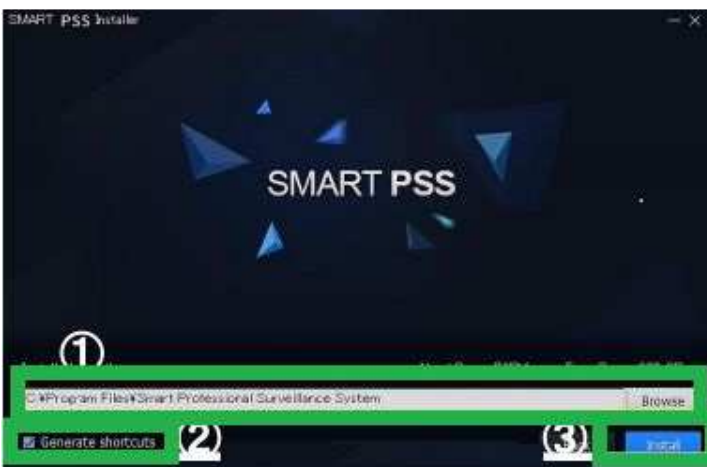 SMART PSS Installer
SMART PSS
①
C:¥Program Files¥Smart Professional Surveillance System
Browse
Generate shortcuts
②
③
Install